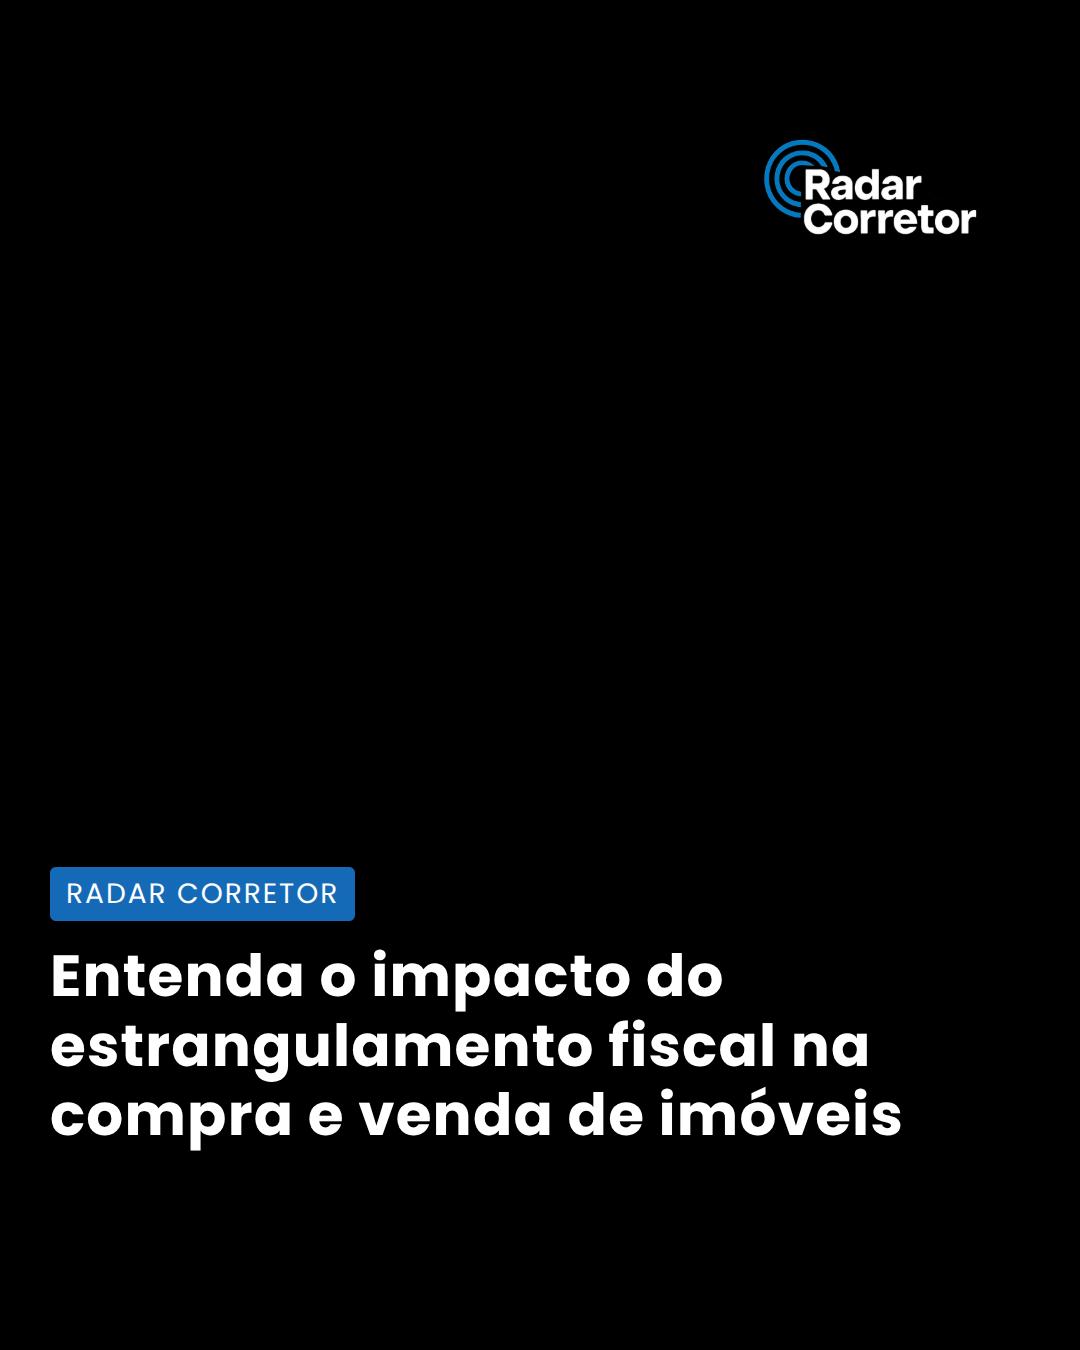 Radar
Corretor
RADAR CORRETOR
Entenda o impacto do
estrangulamento fiscal na
compra e venda de imóveis